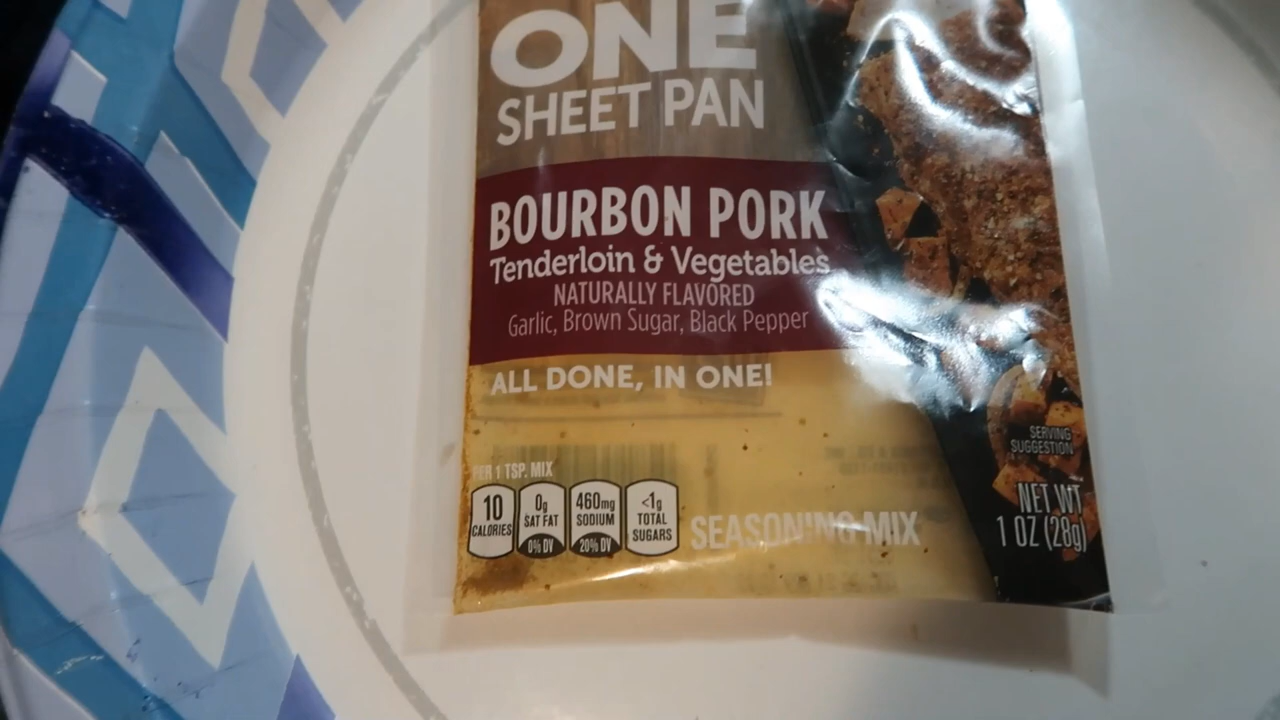 ONE
SHEET PAN
BOURBON PORK
Tenderloin & Vegetables
NATURALLY FLAVORED
Garlic, Brown Sugar, Black Pepper
ALL DONE, IN ONE!
PER 1 TSP. MIX
10
CALORIES
0g
SAT FAT
0% DV
460mg
SODIUM
20% DV
<1g
TOTAL
SUGARS
SEASONING MIX
SERVING
SUGGESTION
NET WT
1 OZ (28g)